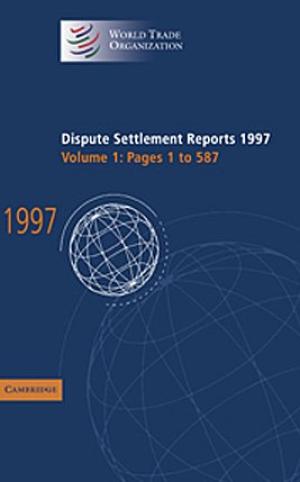 WORLD TRADE
ORGANIZATION
Dispute Settlement Reports 1997
Volume 1: Pages 1 to 587
1997
CAMBRIDGE